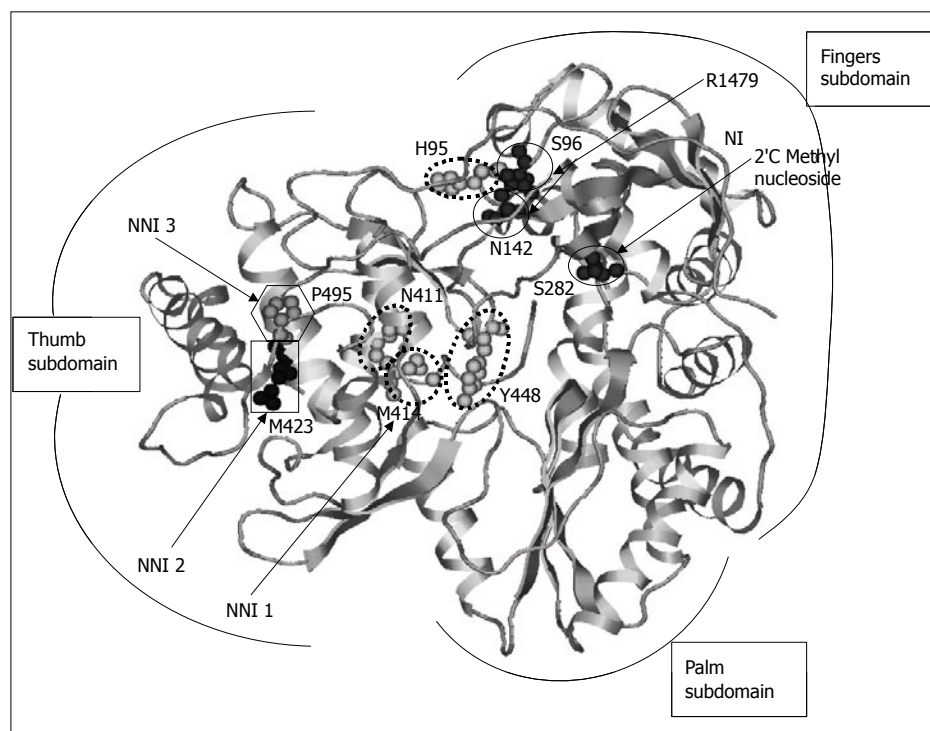 Fingers
subdomain
R1479
H95
S96
NI
2'C Methyl
nucleoside
N142
NNI 3
S282
P495
N411
Thumb
subdomain
Y448
M414
M423
NNI 2
NNI 1
Palm
subdomain